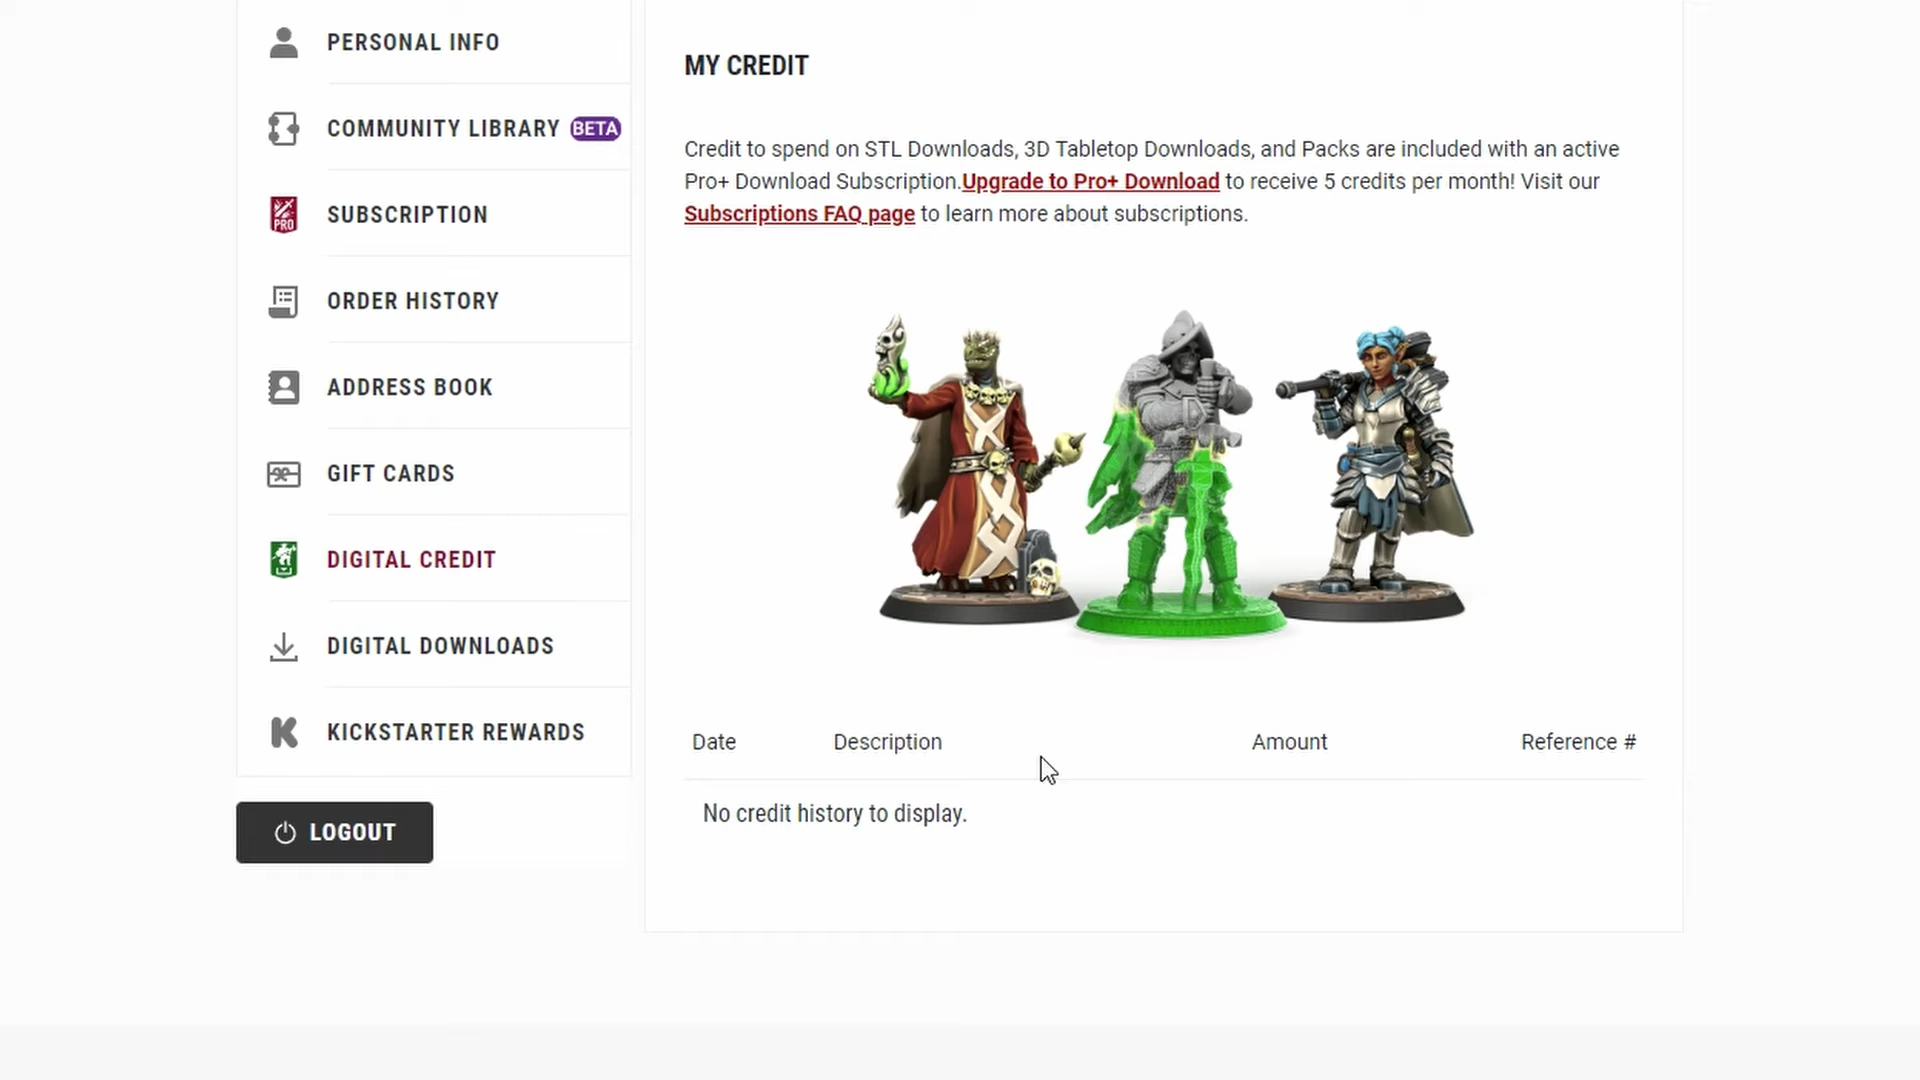 PERSONAL INFO
COMMUNITY LIBRARY BETA
PRO SUBSCRIPTION
ORDER HISTORY
ADDRESS BOOK
GIFT CARDS
DIGITAL CREDIT
DIGITAL DOWNLOADS
KICKSTARTER REWARDS
LOGOUT
MY CREDIT
Credit to spend on STL Downloads, 3D Tabletop Downloads, and Packs are included with an active
Pro+ Download Subscription.Upgrade to Pro+ Download to receive 5 credits per month! Visit our
Subscriptions FAQ page to learn more about subscriptions.
Date Description Amount Reference #
No credit history to display.